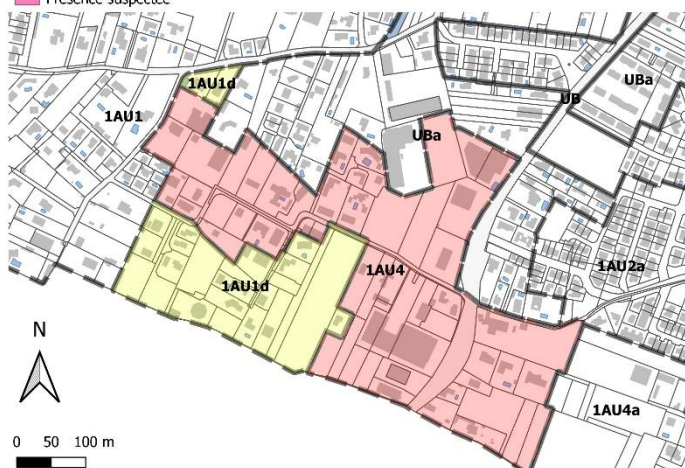 Présence suspectée
1AU1d
UBa
1AU1
UB
UBa
1AU2a
1AU1d
1AU4
N
1AU4a
0 50 100 m